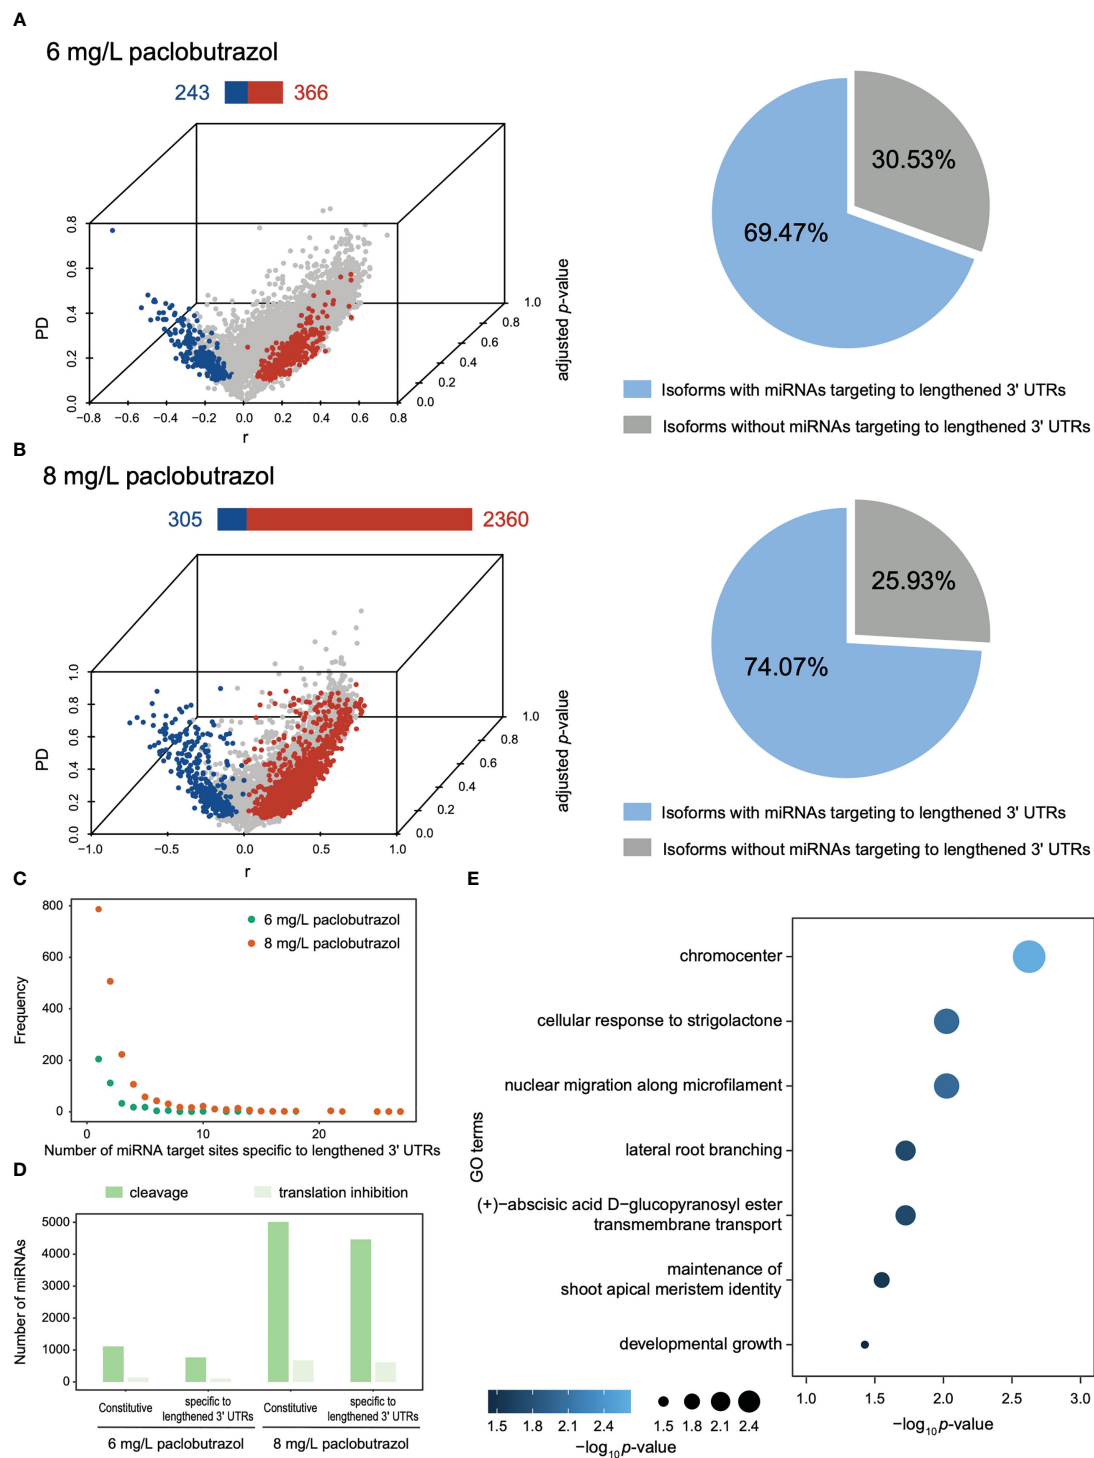 A
6 mg/L paclobutrazol
243 366
0.8
0.6
0.4
0.2
0.0
PD
−0.8 −0.6 −0.4 −0.2 0.0 0.2 0.4 0.6 0.8
r
0.0
0.2
0.4
0.6
0.8
1.0
adjusted p-value
30.53%
69.47%
Isoforms with miRNAs targeting to lengthened 3' UTRs
Isoforms without miRNAs targeting to lengthened 3' UTRs
B
8 mg/L paclobutrazol
305 2360
1.0
0.8
0.6
0.4
0.2
0.0
PD
−1.0 −0.5 0.0 0.5 1.0
r
0.0
0.2
0.4
0.6
0.8
1.0
adjusted p-value
25.93%
74.07%
Isoforms with miRNAs targeting to lengthened 3' UTRs
Isoforms without miRNAs targeting to lengthened 3' UTRs
C
800
600
400
200
0
Frequency
6 mg/L paclobutrazol
8 mg/L paclobutrazol
0 10 20
Number of miRNA target sites specific to lengthened 3' UTRs
D
cleavage translation inhibition
5000
4000
3000
2000
1000
0
Number of miRNAs
Constitutive specific to lengthened 3' UTRs Constitutive specific to lengthened 3' UTRs
6 mg/L paclobutrazol 8 mg/L paclobutrazol
E
GO terms
chromocenter
cellular response to strigolactone
nuclear migration along microfilament
lateral root branching
(+)−abscisic acid D−glucopyranosyl ester
transmembrane transport
maintenance of
shoot apical meristem identity
developmental growth
1.0 1.5 2.0 2.5 3.0
−log10p-value
1.5 1.8 2.1 2.4 1.5 1.8 2.1 2.4
−log10p-value